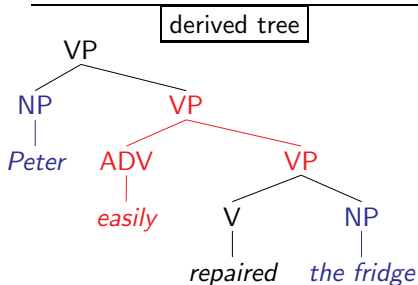 derived tree
VP
NP VP
Peter ADV VP
easily V NP
repaired the fridge